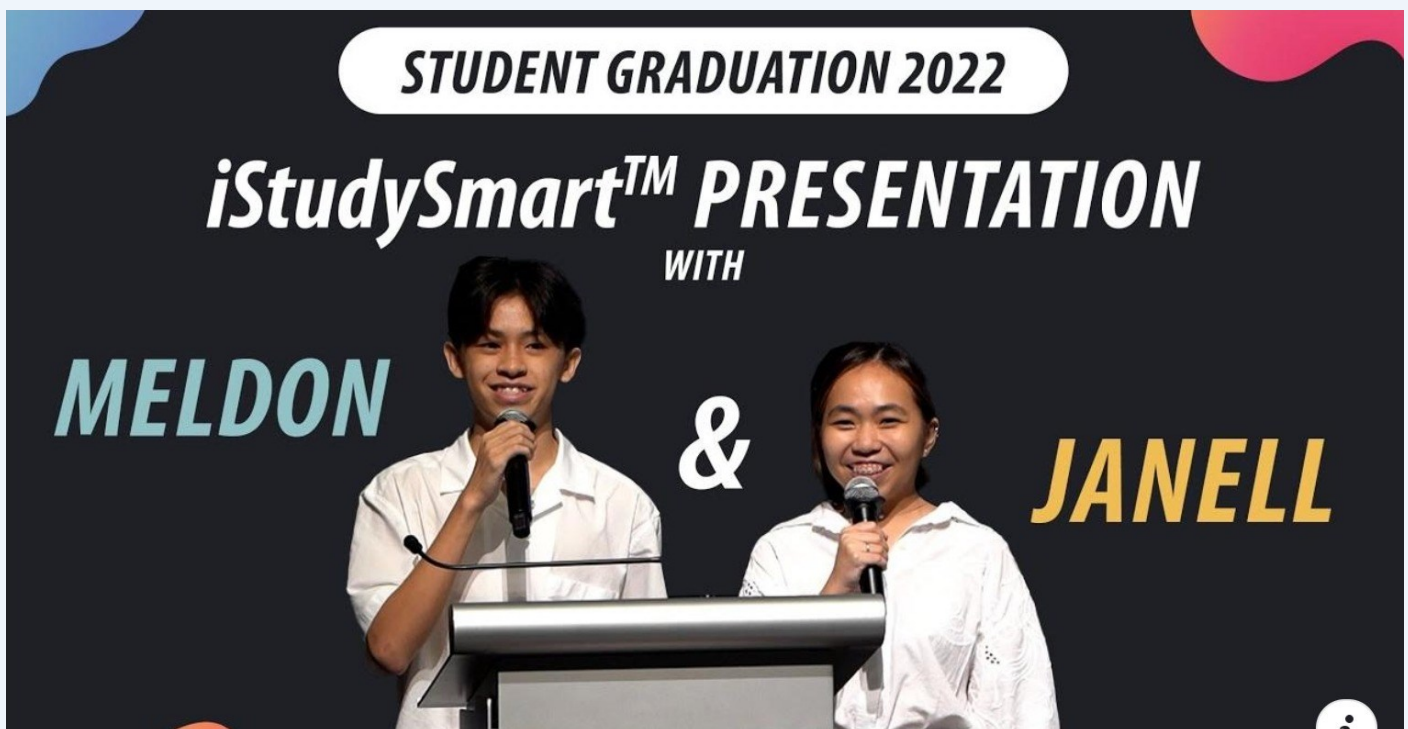 STUDENT GRADUATION 2022
iStudySmart™ PRESENTATION
WITH
MELDON
&
JANELL